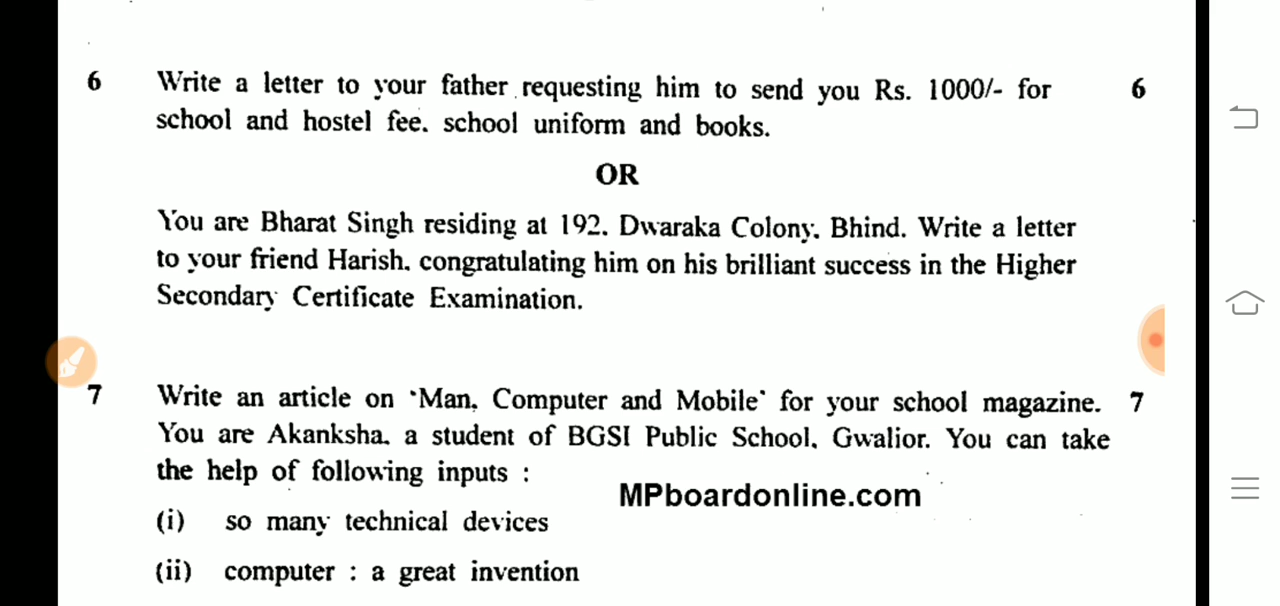 6 Write a letter to your father requesting him to send you Rs. 1000/- for 6
school and hostel fee. school uniform and books.
OR
You are Bharat Singh residing at 192. Dwaraka Colony. Bhind. Write a letter
to your friend Harish. congratulating him on his brilliant success in the Higher
Secondary Certificate Examination.
7 Write an article on 'Man. Computer and Mobile' for your school magazine. 7
You are Akanksha. a student of BGSI Public School. Gwalior. You can take
the help of following inputs :
MPboardonline.com
(i) so many technical devices
(ii) computer : a great invention